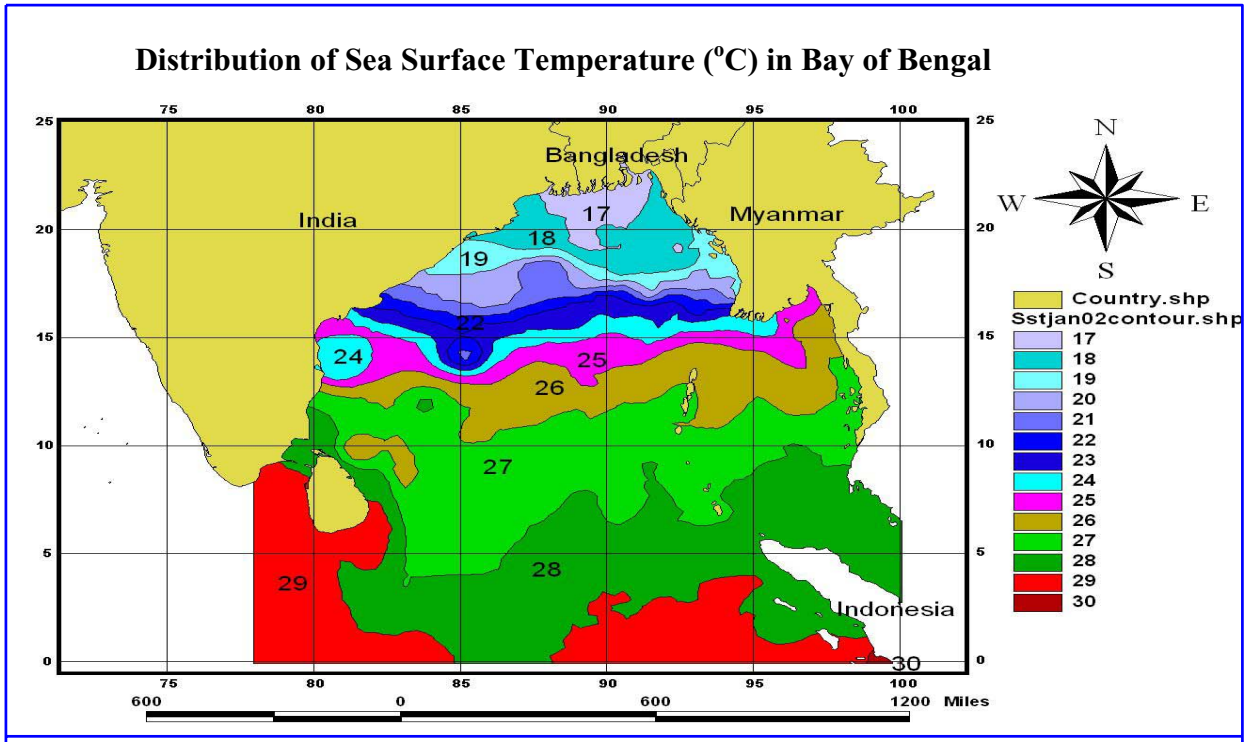 Distribution of Sea Surface Temperature (°C) in Bay of Bengal
75 80 85 90 95 100
25 25
Bangladesh
N
17
India Myanmar
W E
20 18 20
19
S
Country.shp
Sstjan02contour.shp
22
15 15
17
24 25
18
26
19
20
21
10 10
22
27
23
24
25
26
5 5
27
28
28
29
29
Indonesia
30
0 30 0
75 80 85 90 95 100
600 0 600 1200 Miles